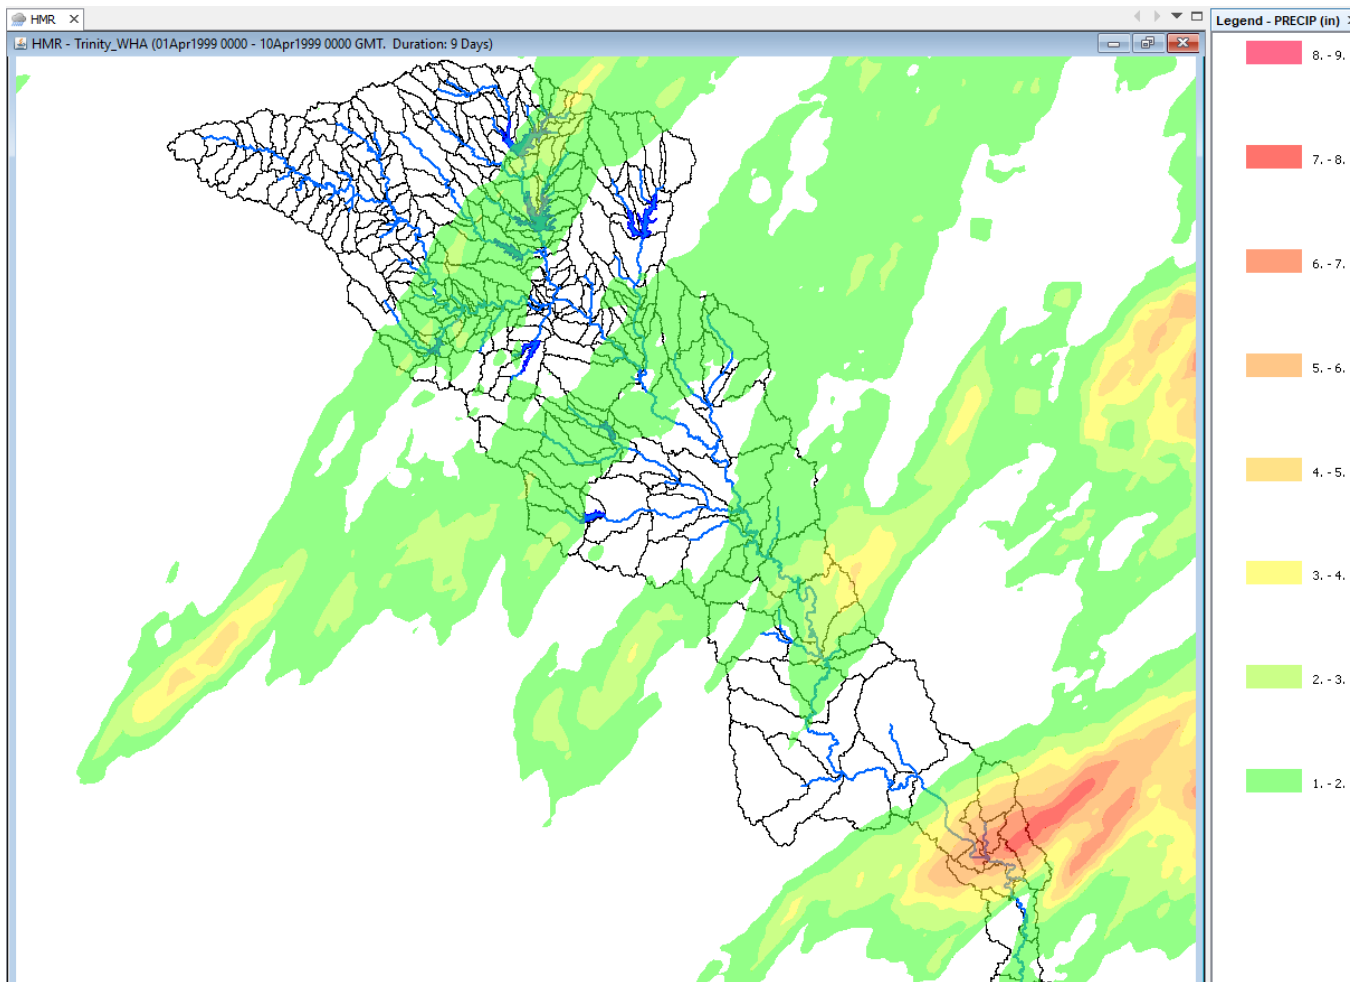 HMR
Legend - PRECIP (in)
HMR - Trinity_WHA (01Apr1999 0000 - 10Apr1999 0000 GMT. Duration: 9 Days)
8. - 9.
7. - 8.
6. - 7.
5. - 6.
4. - 5.
3. - 4.
2. - 3.
1. - 2.